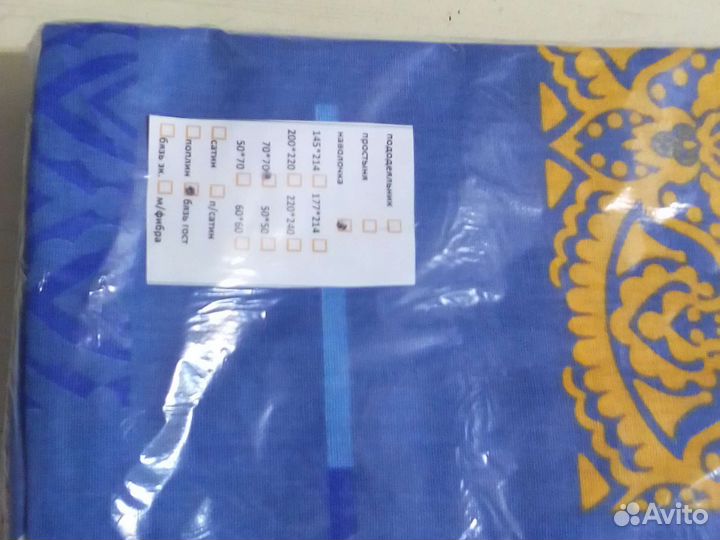 пододеяльник
простыня
наволочка
145*214 177*214
200*220 220*240
70*70 50*50
50*70 60*60
сатин п/сатин
поплин бязь гост
бязь эк. м/фибра
Avito